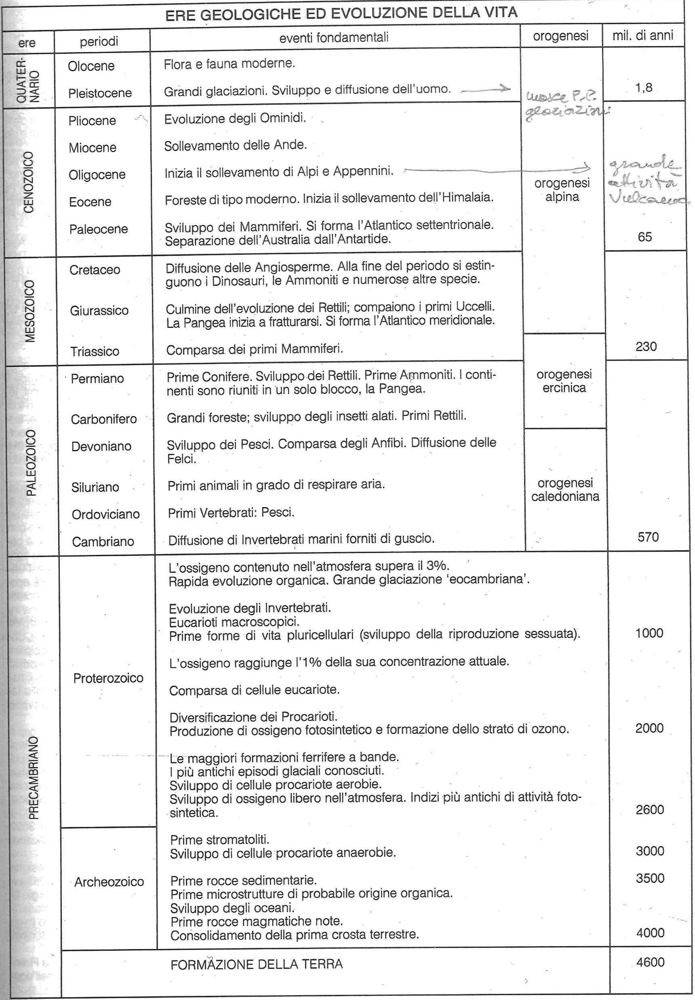 ERE GEOLOGICHE ED EVOLUZIONE DELLA VITA
ere periodi eventi fondamentali orogenesi mil. di anni
QUATER-
NARIO
Olocene Flora e fauna moderne.
Pleistocene Grandi glaciazioni. Sviluppo e diffusione dell'uomo. 1,8
glaciazioni
CENOZOICO
Pliocene Evoluzione degli Ominidi.
Miocene Sollevamento delle Ande.
Oligocene Inizia il sollevamento di Alpi e Appennini.
grande
attività
orogenesi
alpina
Eocene Foreste di tipo moderno. Inizia il sollevamento dell'Himalaia.
Paleocene Sviluppo dei Mammiferi. Si forma l'Atlantico settentrionale.
Separazione dell'Australia dall'Antartide. 65
MESOZOICO
Cretaceo Diffusione delle Angiosperme. Alla fine del periodo si estin-
guono i Dinosauri, le Ammoniti e numerose altre specie.
Giurassico Culmine dell'evoluzione dei Rettili; compaiono i primi Uccelli.
La Pangea inizia a fratturarsi. Si forma l'Atlantico meridionale.
Triassico Comparsa dei primi Mammiferi. 230
PALEOZOICO
Permiano Prime Conifere. Sviluppo dei Rettili. Prime Ammoniti. I conti-
nenti sono riuniti in un solo blocco, la Pangea.
orogenesi
ercinica
Carbonifero Grandi foreste; sviluppo degli insetti alati. Primi Rettili.
Devoniano Sviluppo dei Pesci. Comparsa degli Anfibi. Diffusione delle
Felci.
Siluriano Primi animali in grado di respirare aria.
orogenesi
caledoniana
Ordoviciano Primi Vertebrati: Pesci.
Cambriano Diffusione di Invertebrati marini forniti di guscio. 570
PRECAMBRIANO
Proterozoico
L'ossigeno contenuto nell'atmosfera supera il 3%.
Rapida evoluzione organica. Grande glaciazione 'eocambriana'.
Evoluzione degli Invertebrati.
Eucarioti macroscopici.
Prime forme di vita pluricellulari (sviluppo della riproduzione sessuata). 1000
L'ossigeno raggiunge l'1% della sua concentrazione attuale.
Comparsa di cellule eucariote.
Diversificazione dei Procarioti.
Produzione di ossigeno fotosintetico e formazione dello strato di ozono. 2000
Le maggiori formazioni ferrifere a bande.
I più antichi episodi glaciali conosciuti.
Sviluppo di cellule procariote aerobie.
Sviluppo di ossigeno libero nell'atmosfera. Indizi più antichi di attività foto-
sintetica. 2600
Archeozoico
Prime stromatoliti.
Sviluppo di cellule procariote anaerobie. 3000
Prime rocce sedimentarie. 3500
Prime microstrutture di probabile origine organica.
Sviluppo degli oceani.
Prime rocce magmatiche note.
Consolidamento della prima crosta terrestre. 4000
FORMAZIONE DELLA TERRA 4600